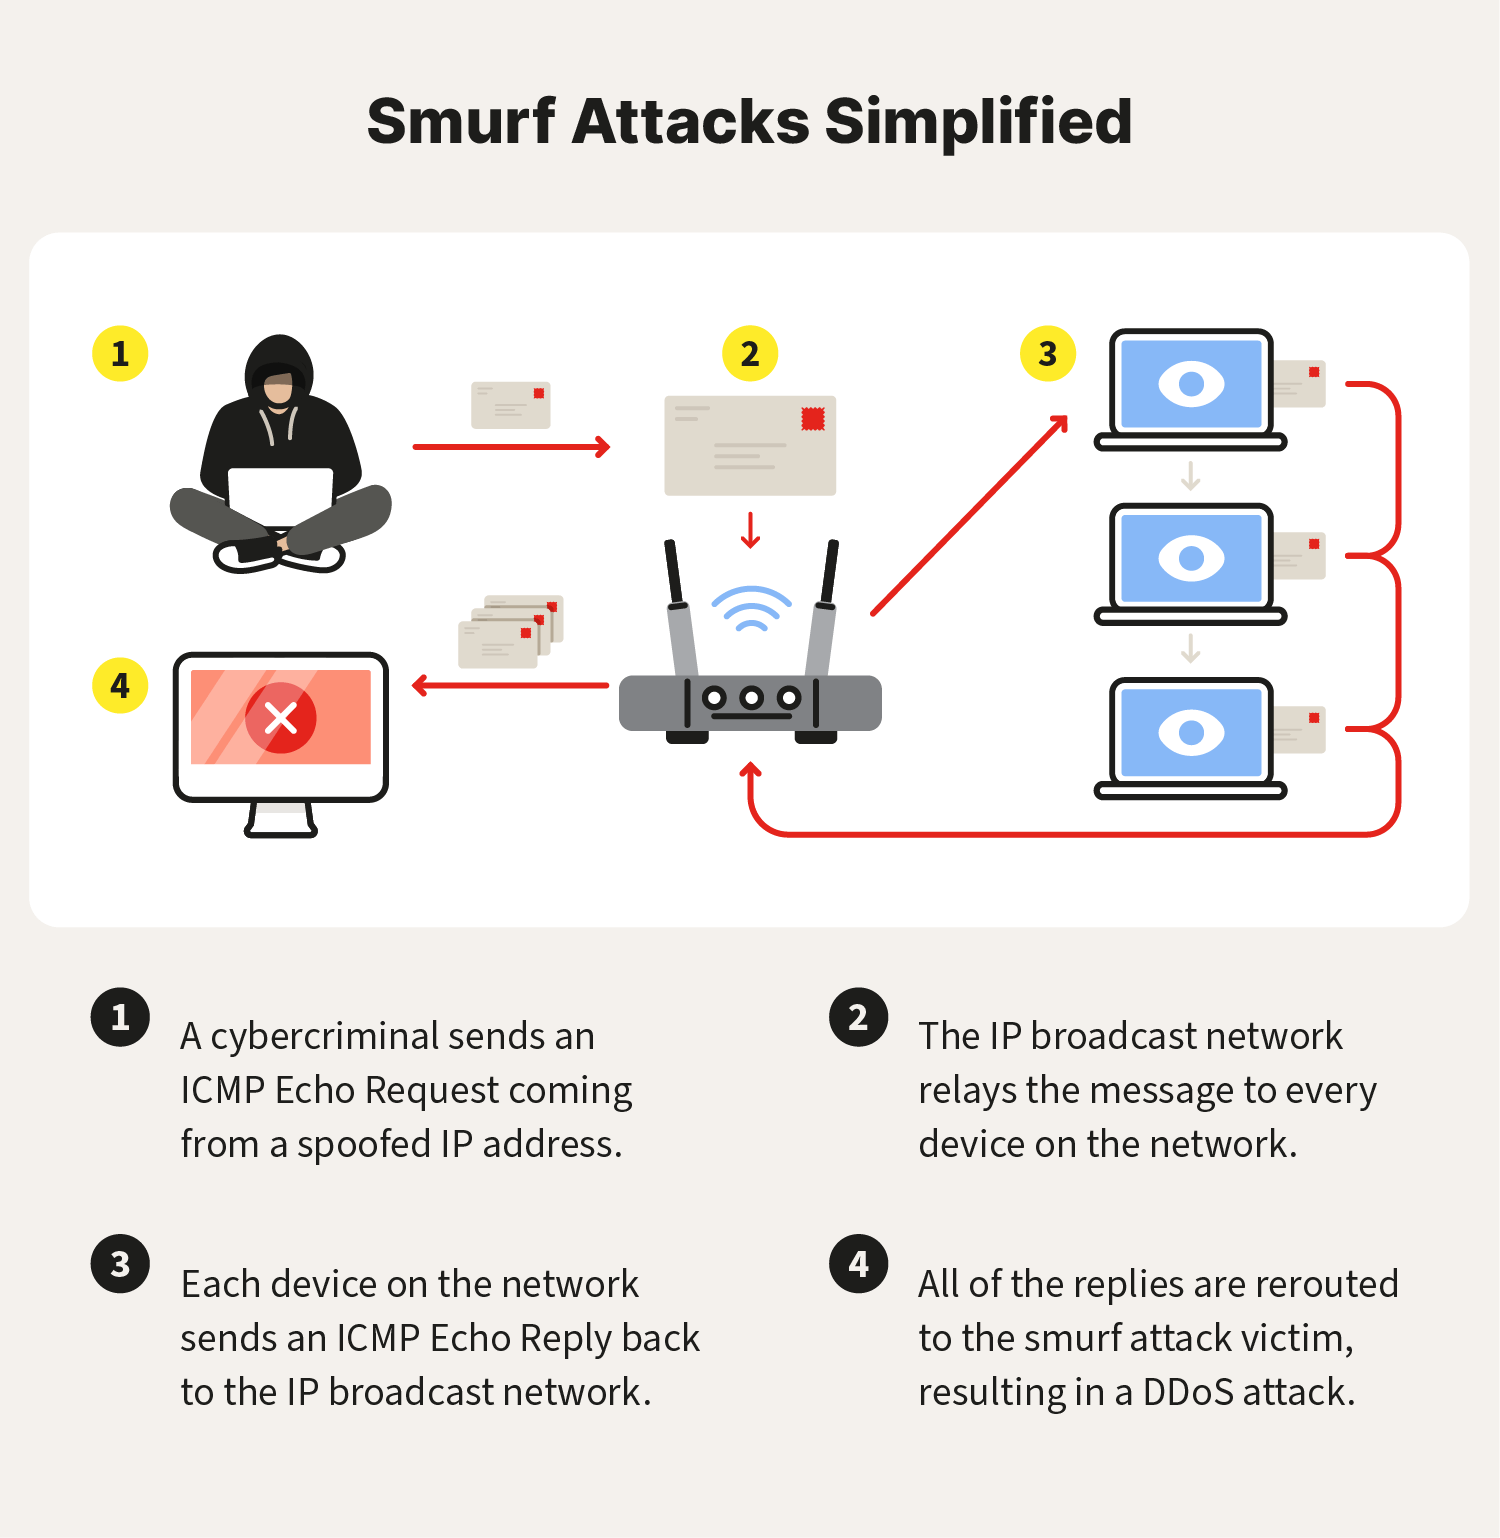 Smurf Attacks Simplified
1
2
3
4
1
A cybercriminal sends an
ICMP Echo Request coming
from a spoofed IP address.
2
The IP broadcast network
relays the message to every
device on the network.
3
Each device on the network
sends an ICMP Echo Reply back
to the IP broadcast network.
4
All of the replies are rerouted
to the smurf attack victim,
resulting in a DDoS attack.